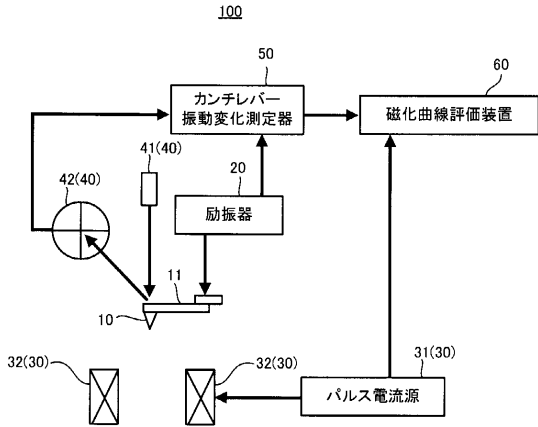 100
50
カンチレバー
振動変化測定器
60
磁化曲線評価装置
41(40)
20
励振器
42(40)
11
10
32(30)
32(30)
31(30)
パルス電流源